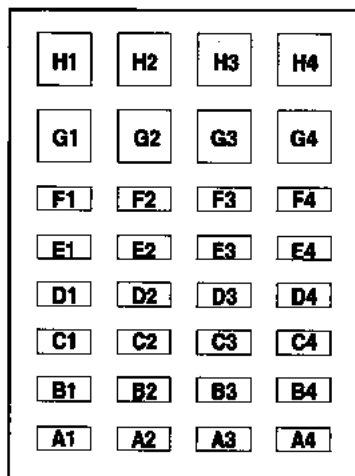 H1 H2 H3 H4
G1 G2 G3 G4
F1 F2 F3 F4
E1 E2 E3 E4
D1 D2 D3 D4
C1 C2 C3 C4
B1 B2 B3 B4
A1 A2 A3 A4